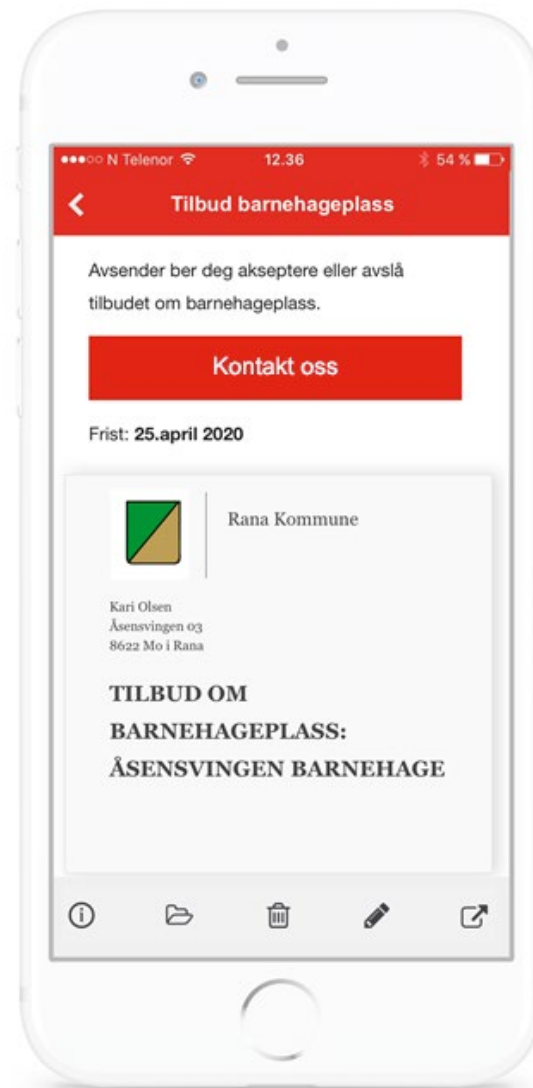 N Telenor 12.36 54 %
Tilbud barnehageplass
Avsender ber deg akseptere eller avslå
tilbudet om barnehageplass.
Kontakt oss
Frist: 25.april 2020
Rana Kommune
Kari Olsen
Åsensvingen 03
8622 Mo i Rana
TILBUD OM
BARNEHAGEPLASS:
ÅSENSVINGEN BARNEHAGE